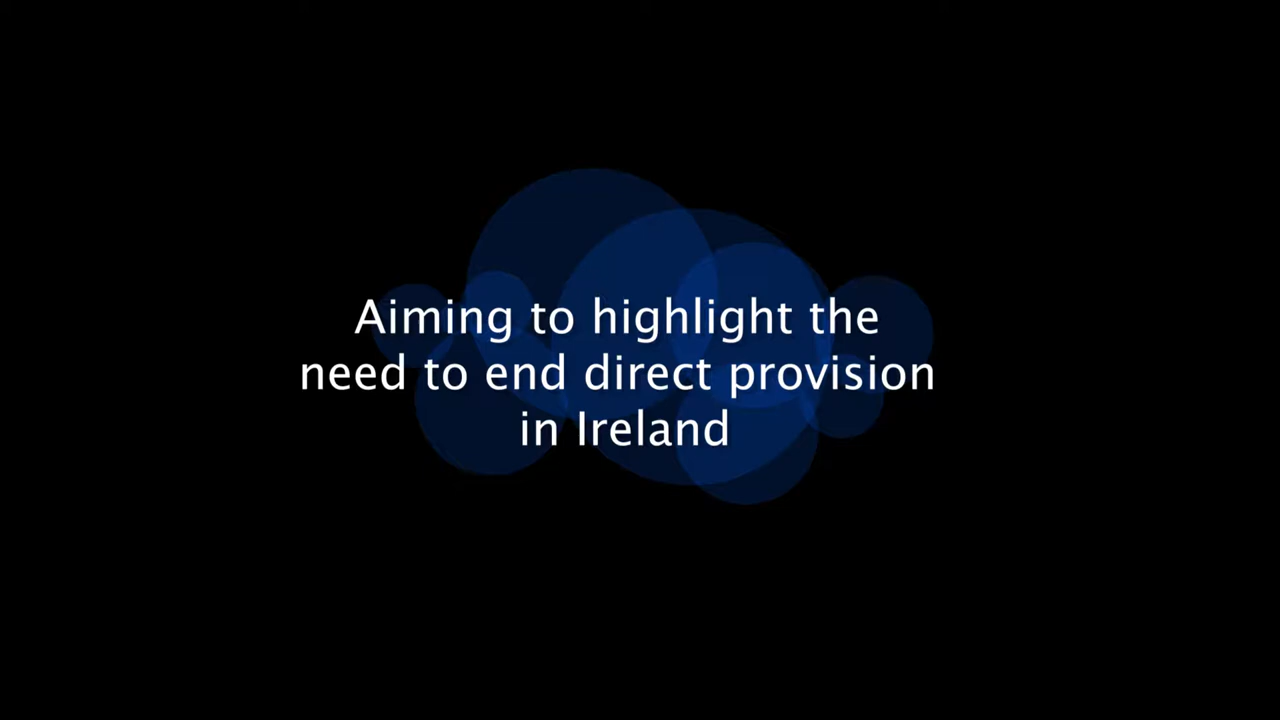 Aiming to highlight the
need to end direct provision
in Ireland